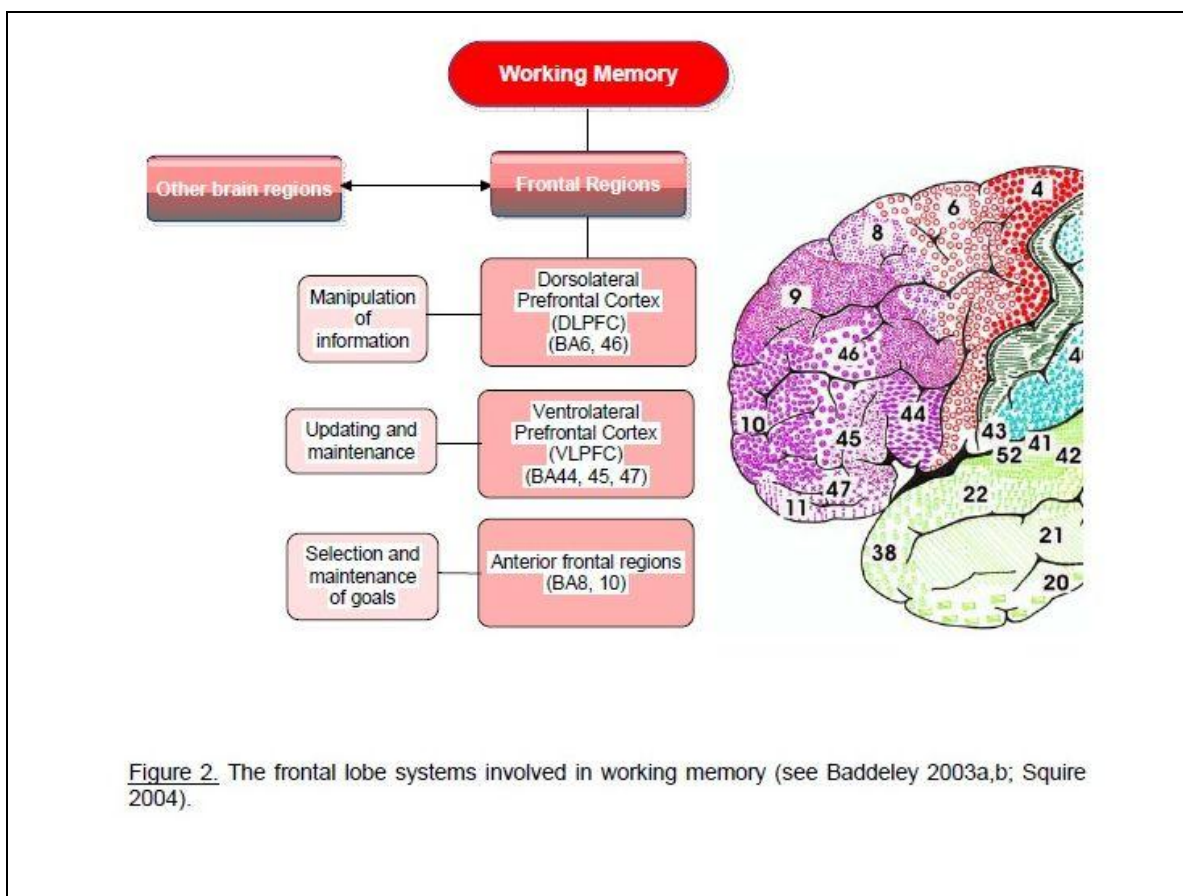 Working Memory
Other brain regions
Frontal Regions
Manipulation
of
information
Dorsolateral
Prefrontal Cortex
(DLPFC)
(BA6, 46)
Updating and
maintenance
Ventrolateral
Prefrontal Cortex
(VLPFC)
(BA44, 45, 47)
Selection and
maintenance
of goals
Anterior frontal regions
(BA8, 10)
4
6
8
9
46
10
44
45
43
41
52
42
47
11
22
21
38
20
Figure 2. The frontal lobe systems involved in working memory (see Baddeley 2003a,b; Squire
2004).